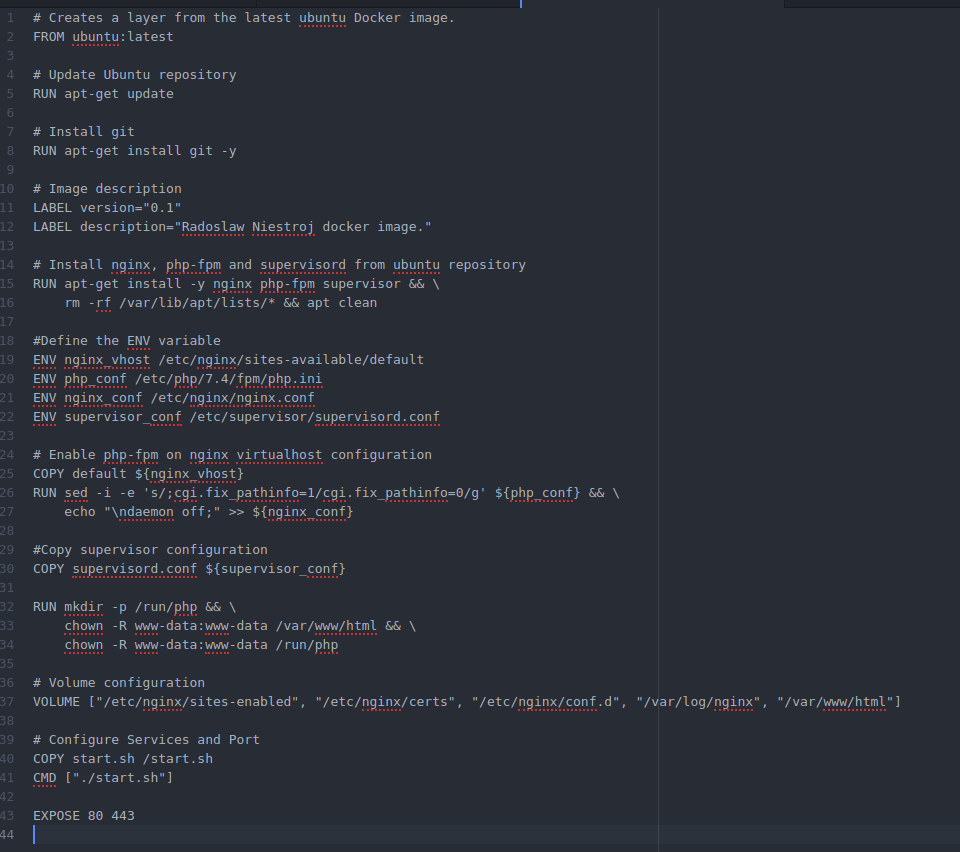 1 # Creates a layer from the latest ubuntu Docker image.
2 FROM ubuntu:latest
3
4 # Update Ubuntu repository
5 RUN apt-get update
6
7 # Install git
8 RUN apt-get install git -y
9
10 # Image description
11 LABEL version="0.1"
12 LABEL description="Radoslaw Niestroj docker image."
13
14 # Install nginx, php-fpm and supervisord from ubuntu repository
15 RUN apt-get install -y nginx php-fpm supervisor && \
16     rm -rf /var/lib/apt/lists/* && apt clean
17
18 #Define the ENV variable
19 ENV nginx_vhost /etc/nginx/sites-available/default
20 ENV php_conf /etc/php/7.4/fpm/php.ini
21 ENV nginx_conf /etc/nginx/nginx.conf
22 ENV supervisor_conf /etc/supervisor/supervisord.conf
23
24 # Enable php-fpm on nginx virtualhost configuration
25 COPY default ${nginx_vhost}
26 RUN sed -i -e 's/;cgi.fix_pathinfo=1/cgi.fix_pathinfo=0/g' ${php_conf} && \
27     echo "\ndaemon off;" >> ${nginx_conf}
28
29 #Copy supervisor configuration
30 COPY supervisord.conf ${supervisor_conf}
31
32 RUN mkdir -p /run/php && \
33     chown -R www-data:www-data /var/www/html && \
34     chown -R www-data:www-data /run/php
35
36 # Volume configuration
37 VOLUME ["/etc/nginx/sites-enabled", "/etc/nginx/certs", "/etc/nginx/conf.d", "/var/log/nginx", "/var/www/html"]
38
39 # Configure Services and Port
40 COPY start.sh /start.sh
41 CMD ["./start.sh"]
42
43 EXPOSE 80 443
44